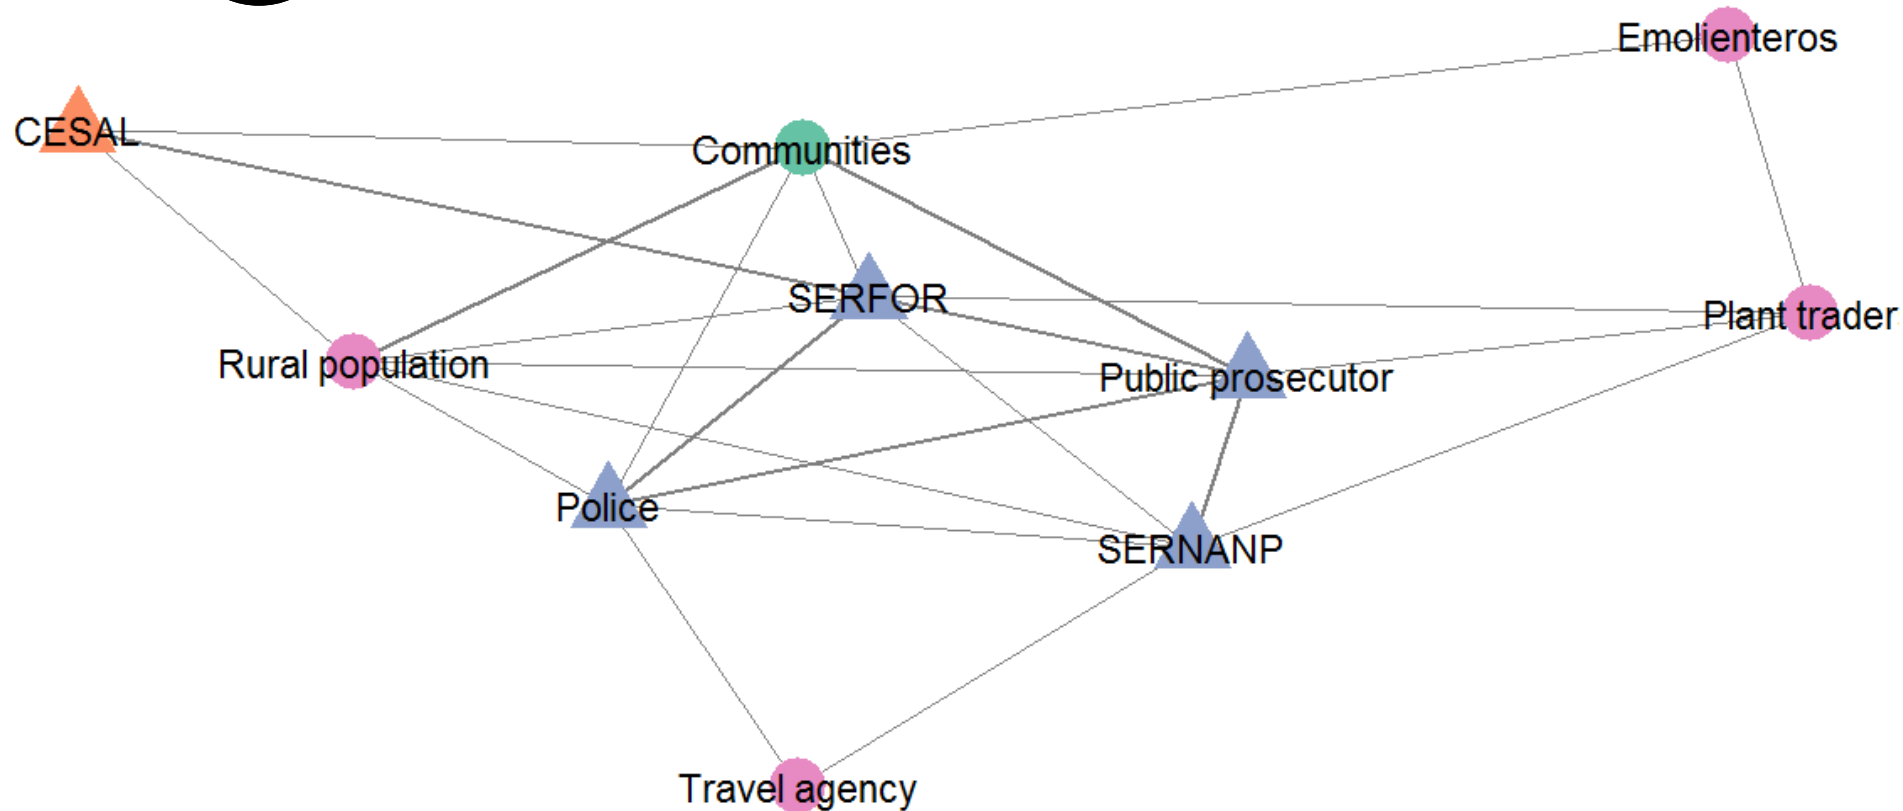 Emolienteros
CESAL
Communities
SERFOR
Plant trader
Rural population
Public prosecutor
Police
SERNANP
Travel agency